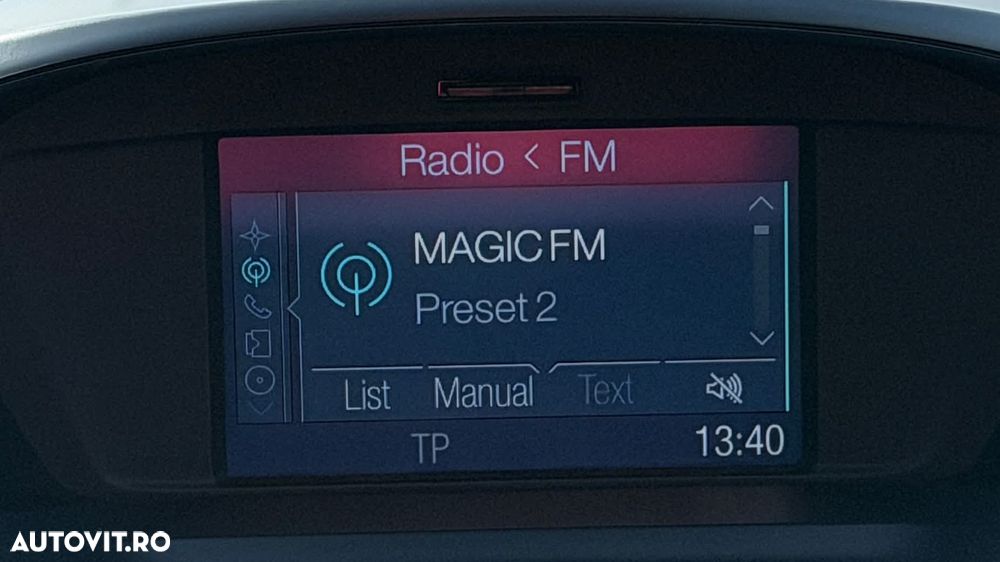 Radio < FM
MAGIC FM
Preset 2
List Manual Text
TP 13:40
AUTOVIT.RO